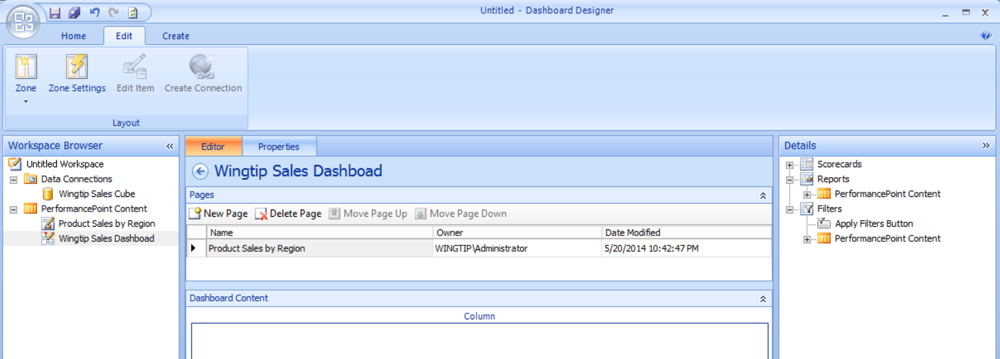 Untitled - Dashboard Designer
Home Edit Create
Zone Zone Settings Edit Item Create Connection
Layout
Workspace Browser
Untitled Workspace
Data Connections
Wingtip Sales Cube
PerformancePoint Content
Product Sales by Region
Wingtip Sales Dashboad
Editor Properties
Wingtip Sales Dashboad
Pages
New Page Delete Page Move Page Up Move Page Down
Name Owner Date Modified
Product Sales by Region WINGTIP\Administrator 5/20/2014 10:42:47 PM
Dashboard Content
Column
Details
Scorecards
Reports
PerformancePoint Content
Filters
Apply Filters Button
PerformancePoint Content